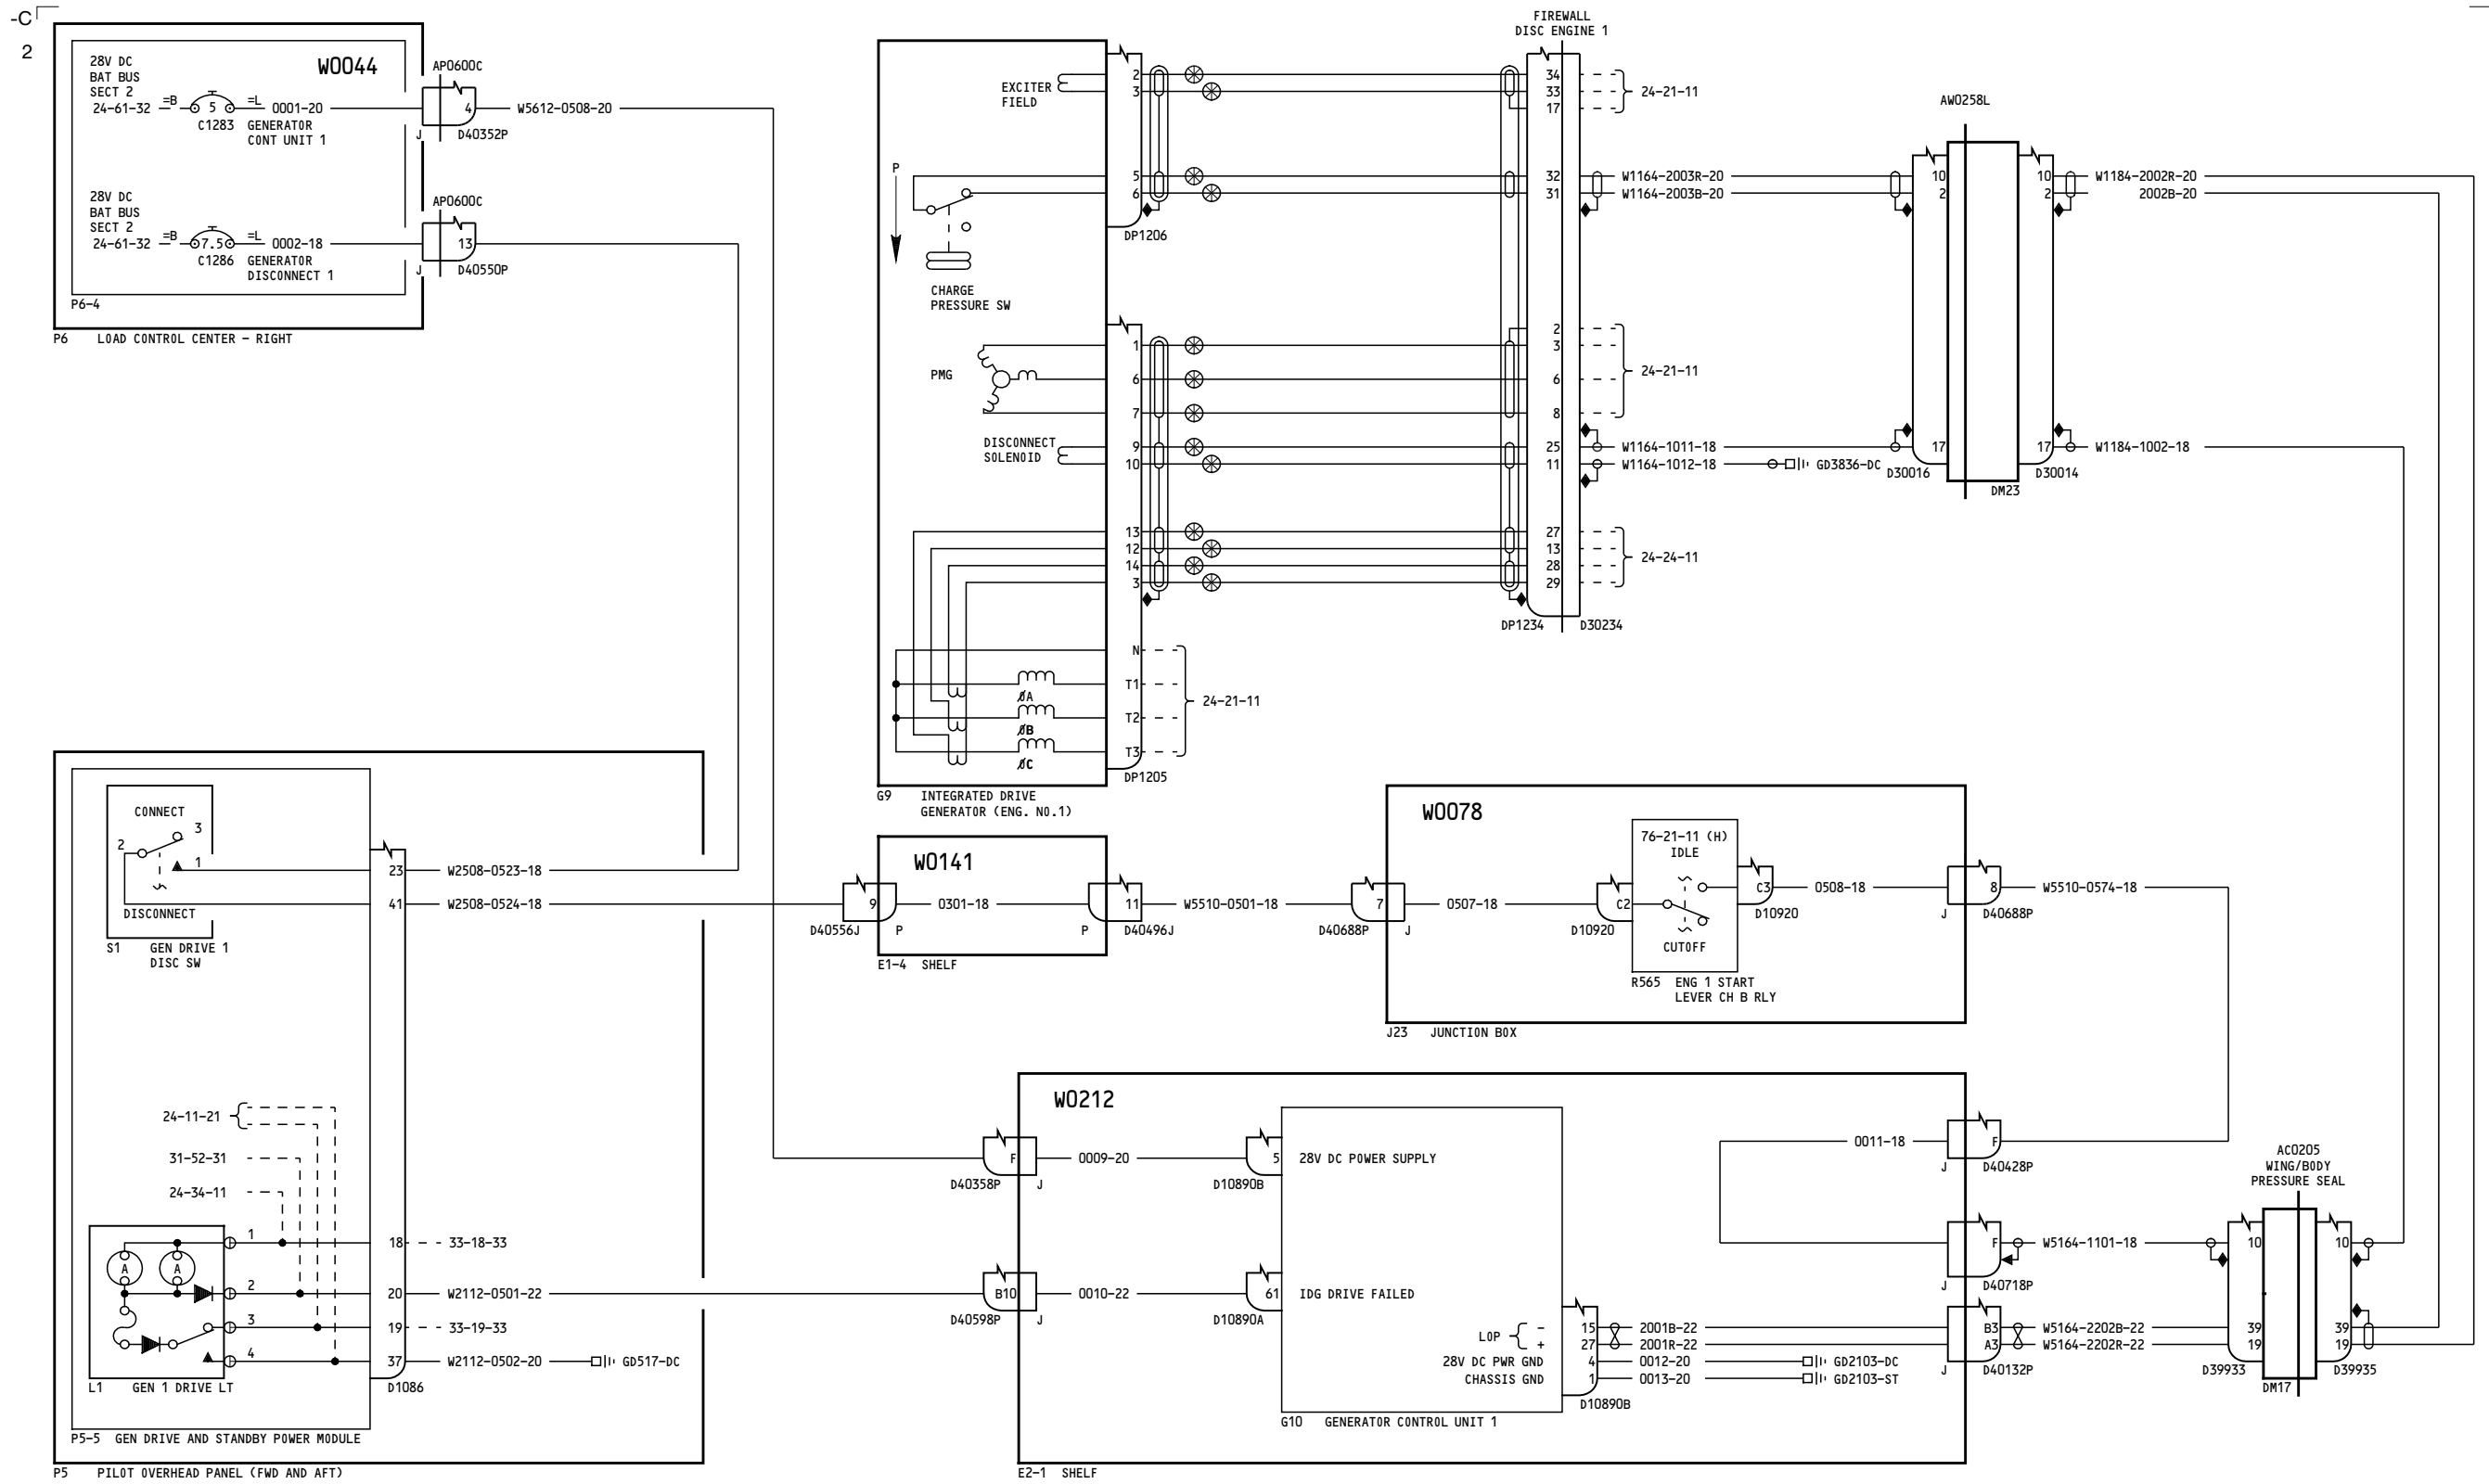 -C
2
28V DC
BAT BUS
SECT 2
24-61-32
=B
5
=L
0001-20
C1283
GENERATOR
CONT UNIT 1
W0044
AP0600C
4
J
D40352P
W5612-0508-20
28V DC
BAT BUS
SECT 2
24-61-32
=B
7.5
=L
0002-18
C1286
GENERATOR
DISCONNECT 1
AP0600C
13
J
D40550P
P6-4
P6 LOAD CONTROL CENTER - RIGHT
EXCITER
FIELD
2
3
P
5
6
DP1206
CHARGE
PRESSURE SW
PMG
1
6
7
DISCONNECT
SOLENOID
9
10
13
12
14
3
N
T1
ØA
T2
ØB
T3
ØC
24-21-11
DP1205
G9 INTEGRATED DRIVE
GENERATOR (ENG. NO.1)
FIREWALL
DISC ENGINE 1
34
33
17
24-21-11
32
31
W1164-2003R-20
W1164-2003B-20
2
3
6
8
24-21-11
25
11
W1164-1011-18
W1164-1012-18
GD3836-DC
27
13
28
29
24-24-11
DP1234
D30234
AW0258L
10
2
17
D30016
10
2
17
D30014
DM23
W1184-2002R-20
2002B-20
W1184-1002-18
CONNECT
3
2
1
DISCONNECT
S1 GEN DRIVE 1
DISC SW
23
W2508-0523-18
41
W2508-0524-18
24-11-21
31-52-31
24-34-11
A
A
1
2
3
4
L1 GEN 1 DRIVE LT
18
33-18-33
20
W2112-0501-22
19
33-19-33
37
W2112-0502-20
GD517-DC
D1086
P5-5 GEN DRIVE AND STANDBY POWER MODULE
P5 PILOT OVERHEAD PANEL (FWD AND AFT)
W0141
9
0301-18
11
D40556J
P
P
D40496J
W5510-0501-18
E1-4 SHELF
W0078
76-21-11 (H)
IDLE
7
0507-18
C2
C3
0508-18
8
W5510-0574-18
D40688P
J
D10920
D10920
J
D40688P
CUTOFF
R565 ENG 1 START
LEVER CH B RLY
J23 JUNCTION BOX
W0212
F
0009-20
5
28V DC POWER SUPPLY
D40358P
J
D10890B
B10
0010-22
61
IDG DRIVE FAILED
D40598P
J
D10890A
LOP
-
+
15
2001B-22
27
2001R-22
28V DC PWR GND
4
0012-20
GD2103-DC
CHASSIS GND
1
0013-20
GD2103-ST
D10890B
G10 GENERATOR CONTROL UNIT 1
E2-1 SHELF
0011-18
F
J
D40428P
F
W5164-1101-18
J
D40718P
B3
A3
W5164-2202B-22
W5164-2202R-22
J
D40132P
AC0205
WING/BODY
PRESSURE SEAL
10
10
39
19
39
19
D39933
D39935
DM17